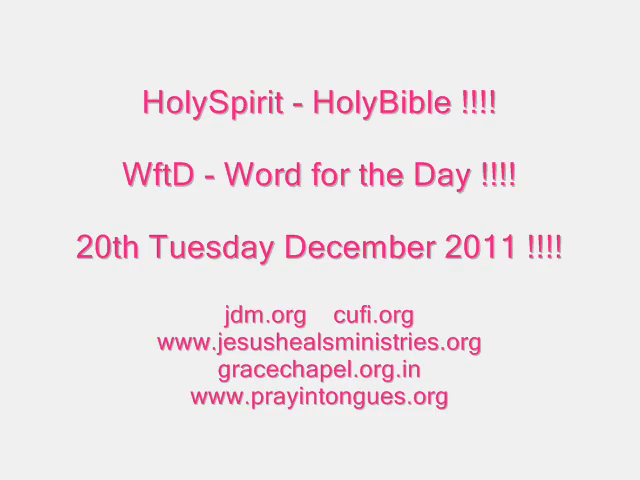 HolySpirit - HolyBible !!!!
WftD - Word for the Day !!!!
20th Tuesday December 2011 !!!!
jdm.org cufi.org
www.jesushealsministries.org
gracechapel.org.in
www.prayintongues.org